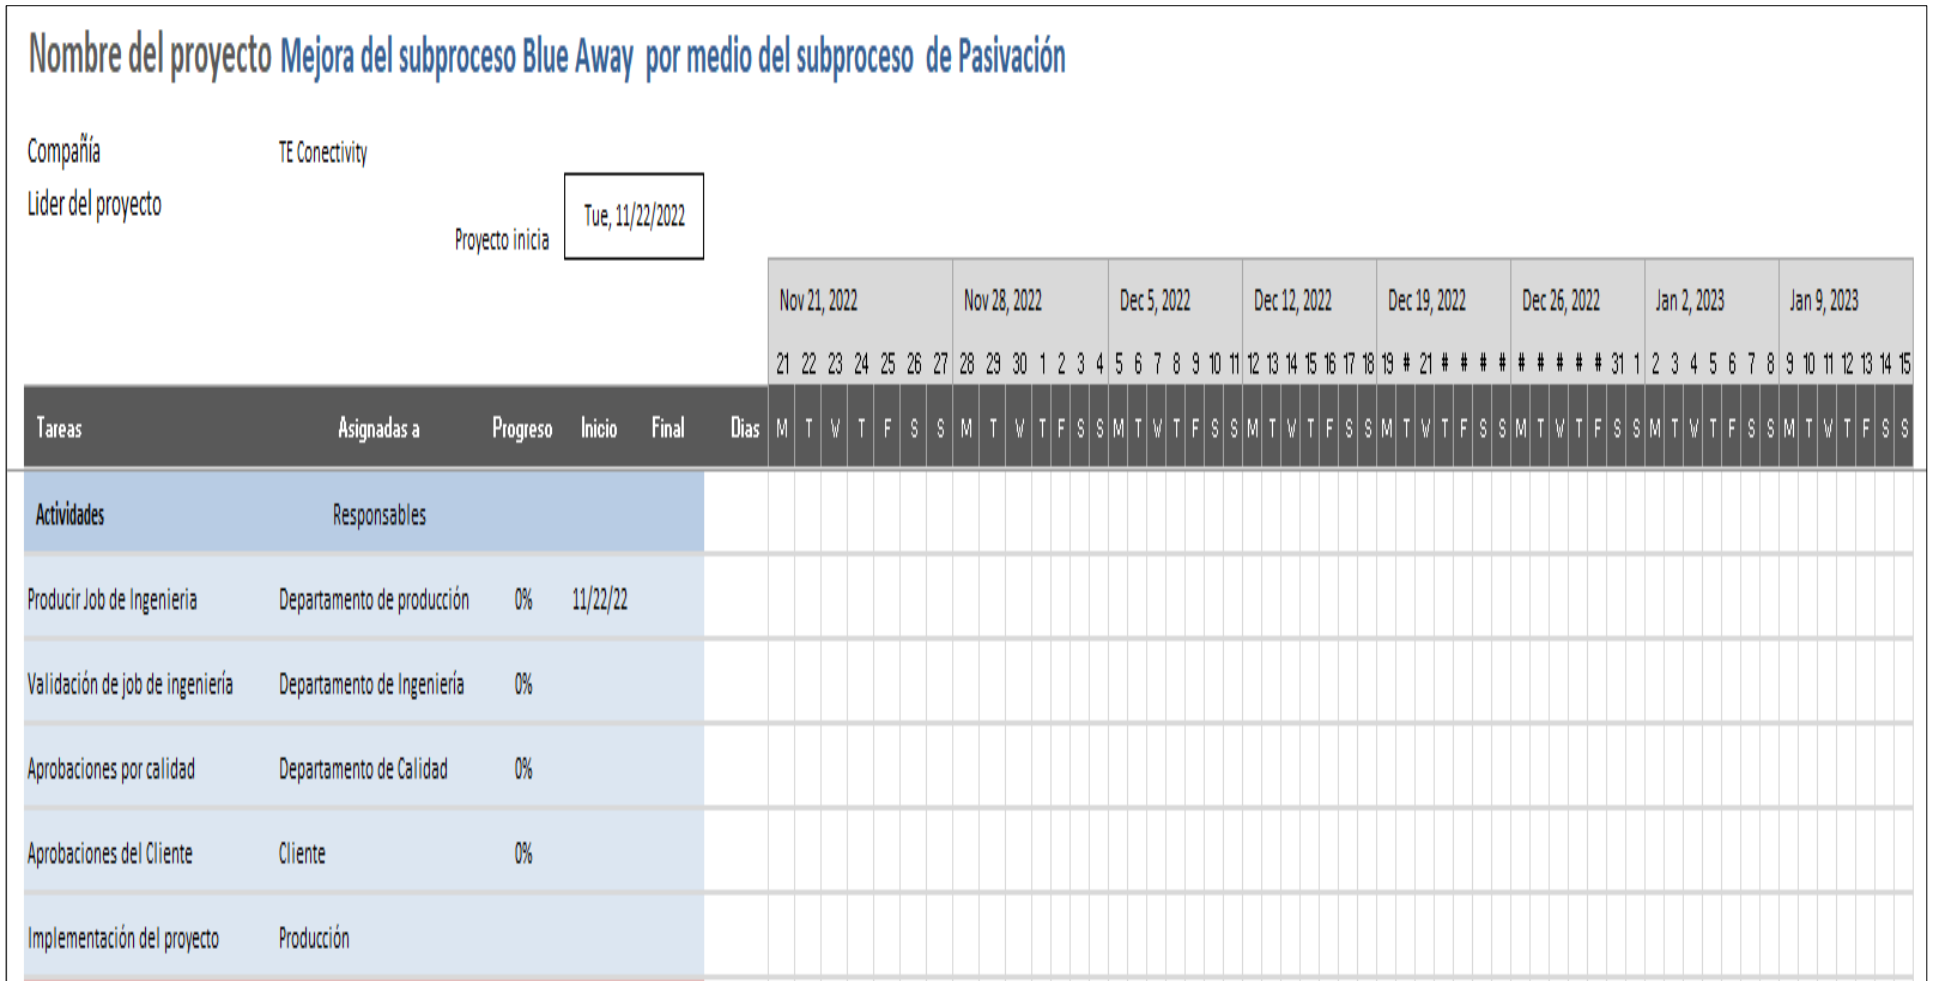 Nombre del proyecto Mejora del subproceso Blue Away por medio del subproceso de Pasivación
Compañía TE Conectivity
Lider del proyecto
Proyecto inicia Tue, 11/22/2022
Nov 21, 2022 Nov 28, 2022 Dec 5, 2022 Dec 12, 2022 Dec 19, 2022 Dec 26, 2022 Jan 2, 2023 Jan 9, 2023
21 22 23 24 25 26 27 28 29 30 1 2 3 4 5 6 7 8 9 10 11 12 13 14 15 16 17 18 19 # 21 # # # # # # # # # 31 1 2 3 4 5 6 7 8 9 10 11 12 13 14 15
Tareas Asignadas a Progreso Inicio Final Dias M T W T F S S M T W T F S S M T W T F S S M T W T F S S M T W T F S S M T W T F S S M T W T F S S M T W T F S S
Actividades Responsables
Producir Job de Ingenieria Departamento de producción 0% 11/22/22
Validación de job de ingeniería Departamento de Ingeniería 0%
Aprobaciones por calidad Departamento de Calidad 0%
Aprobaciones del Cliente Cliente 0%
Implementación del proyecto Producción